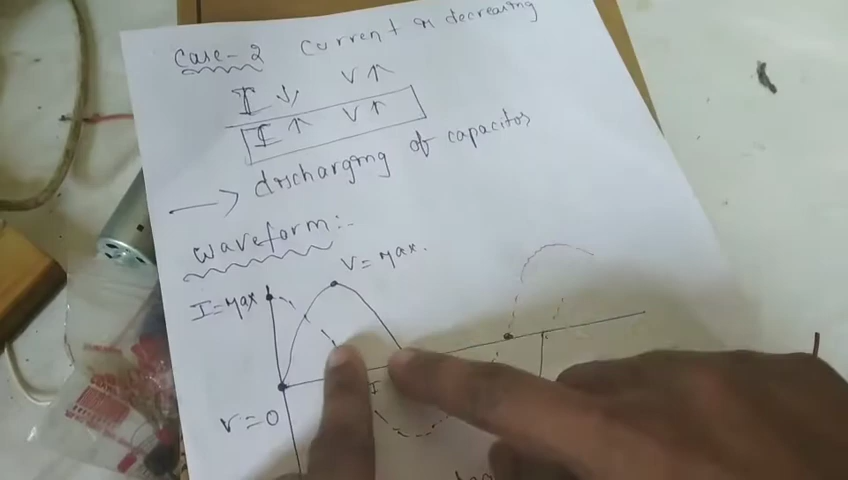 Case-2 Current is decreasing
I ↓ V ↑
I ↑ V ↑
→ discharging of capacitor
waveform:-
V = Max.
I = Max
I
V = 0